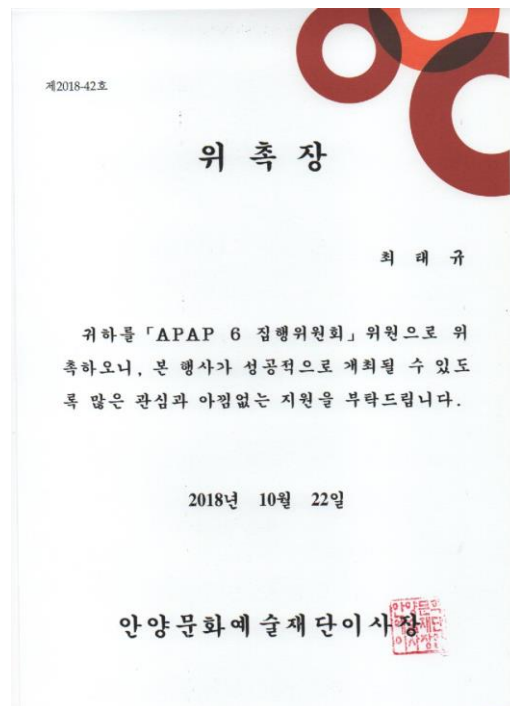 제2018-42호
위 촉 장
최 태 규
귀하를 「APAP 6 집행위원회」 위원으로 위
촉하오니, 본 행사가 성공적으로 개최될 수 있도
록 많은 관심과 아낌없는 지원을 부탁드립니다.
2018년 10월 22일
안양문화예술재단이사장